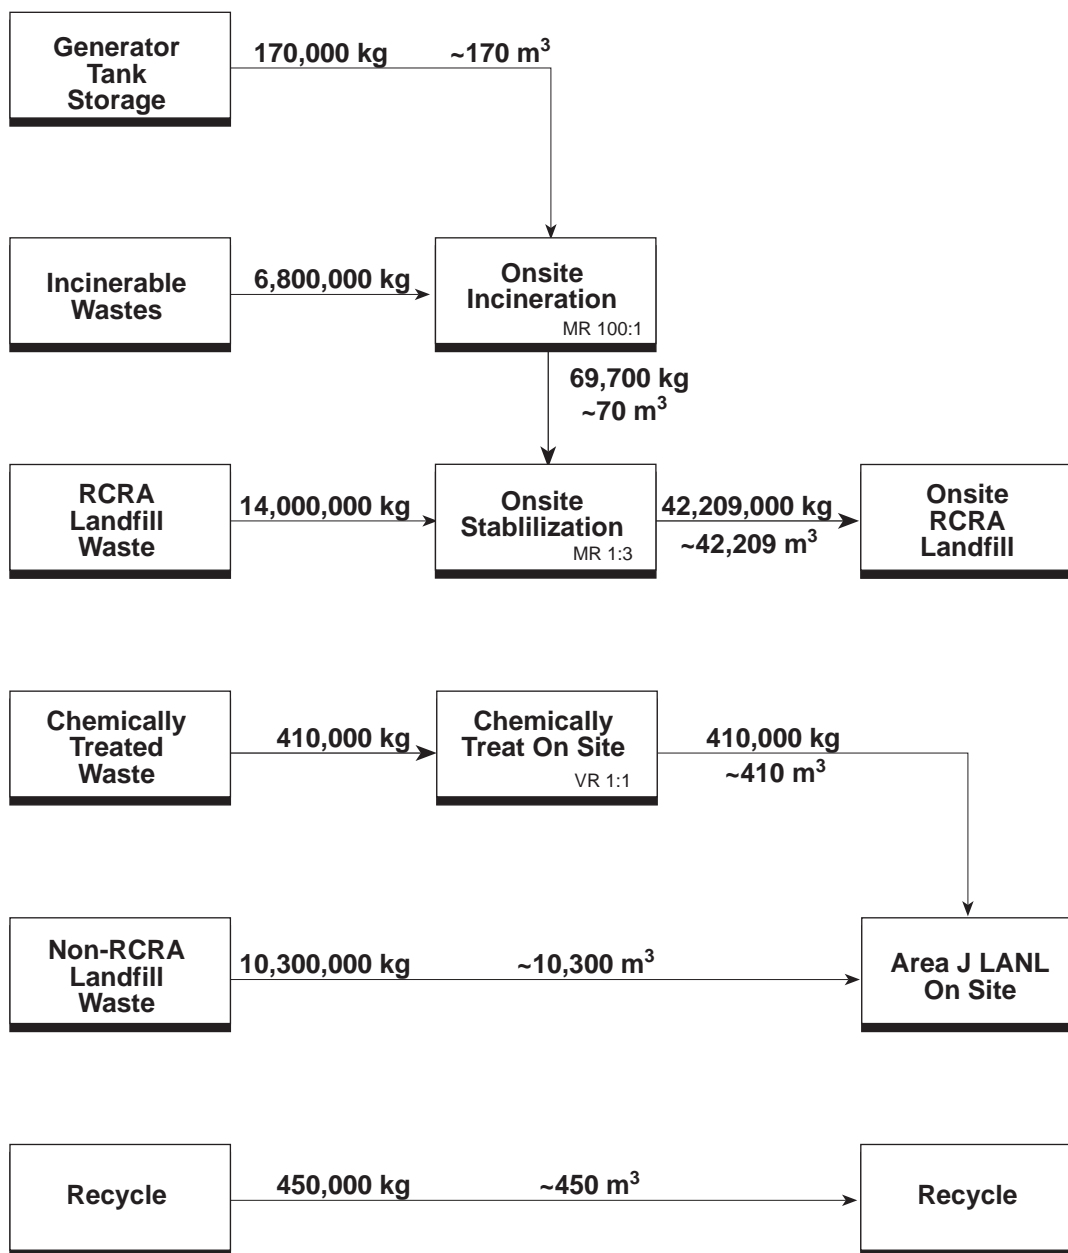 Generator
Tank
Storage
170,000 kg ~170 m³
Incinerable
Wastes
6,800,000 kg
Onsite
Incineration
MR 100:1
69,700 kg
~70 m³
RCRA
Landfill
Waste
14,000,000 kg
Onsite
Stablilization
MR 1:3
42,209,000 kg
~42,209 m³
Onsite
RCRA
Landfill
Chemically
Treated
Waste
410,000 kg
Chemically
Treat On Site
VR 1:1
410,000 kg
~410 m³
Non-RCRA
Landfill
Waste
10,300,000 kg ~10,300 m³
Area J LANL
On Site
Recycle
450,000 kg ~450 m³
Recycle